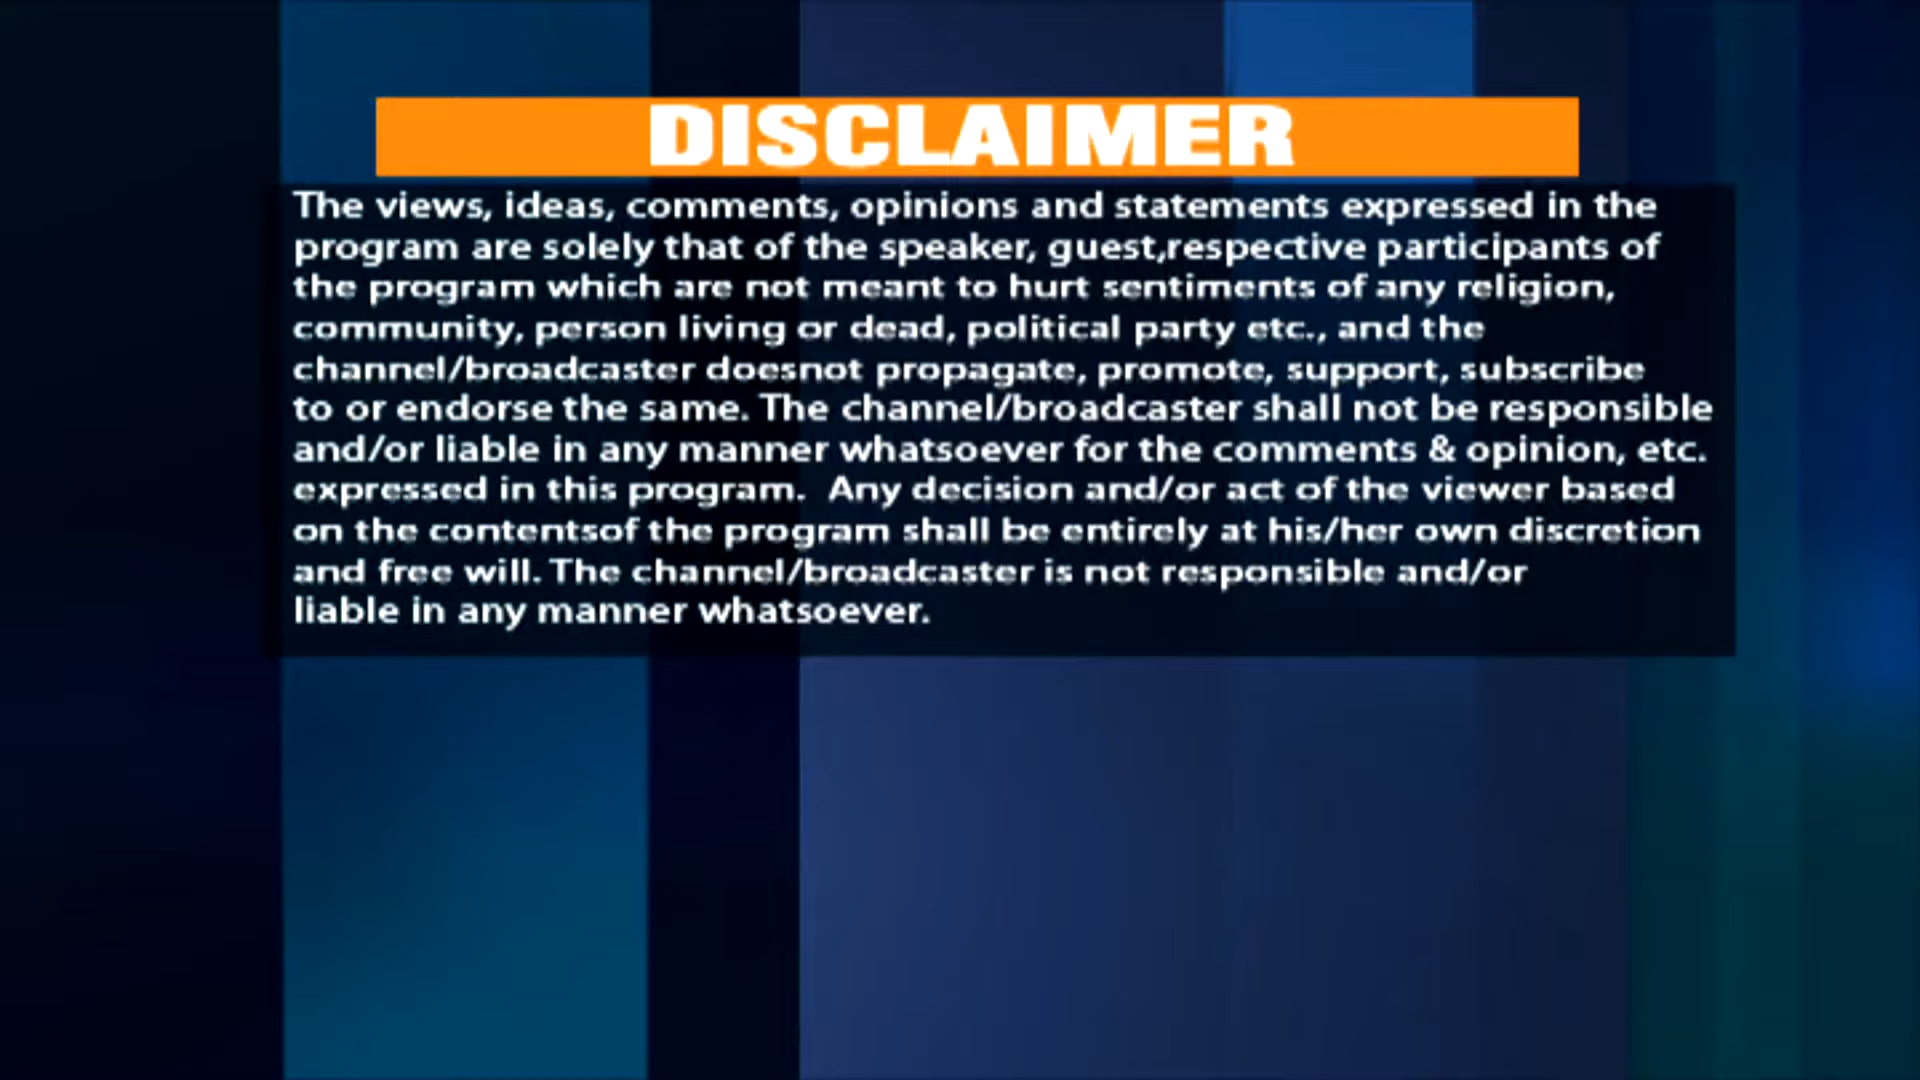 DISCLAIMER
The views, ideas, comments, opinions and statements expressed in the
program are solely that of the speaker, guest,respective participants of
the program which are not meant to hurt sentiments of any religion,
community, person living or dead, political party etc., and the
channel/broadcaster doesnot propagate, promote, support, subscribe
to or endorse the same. The channel/broadcaster shall not be responsible
and/or liable in any manner whatsoever for the comments & opinion, etc.
expressed in this program.  Any decision and/or act of the viewer based
on the contentsof the program shall be entirely at his/her own discretion
and free will. The channel/broadcaster is not responsible and/or
liable in any manner whatsoever.